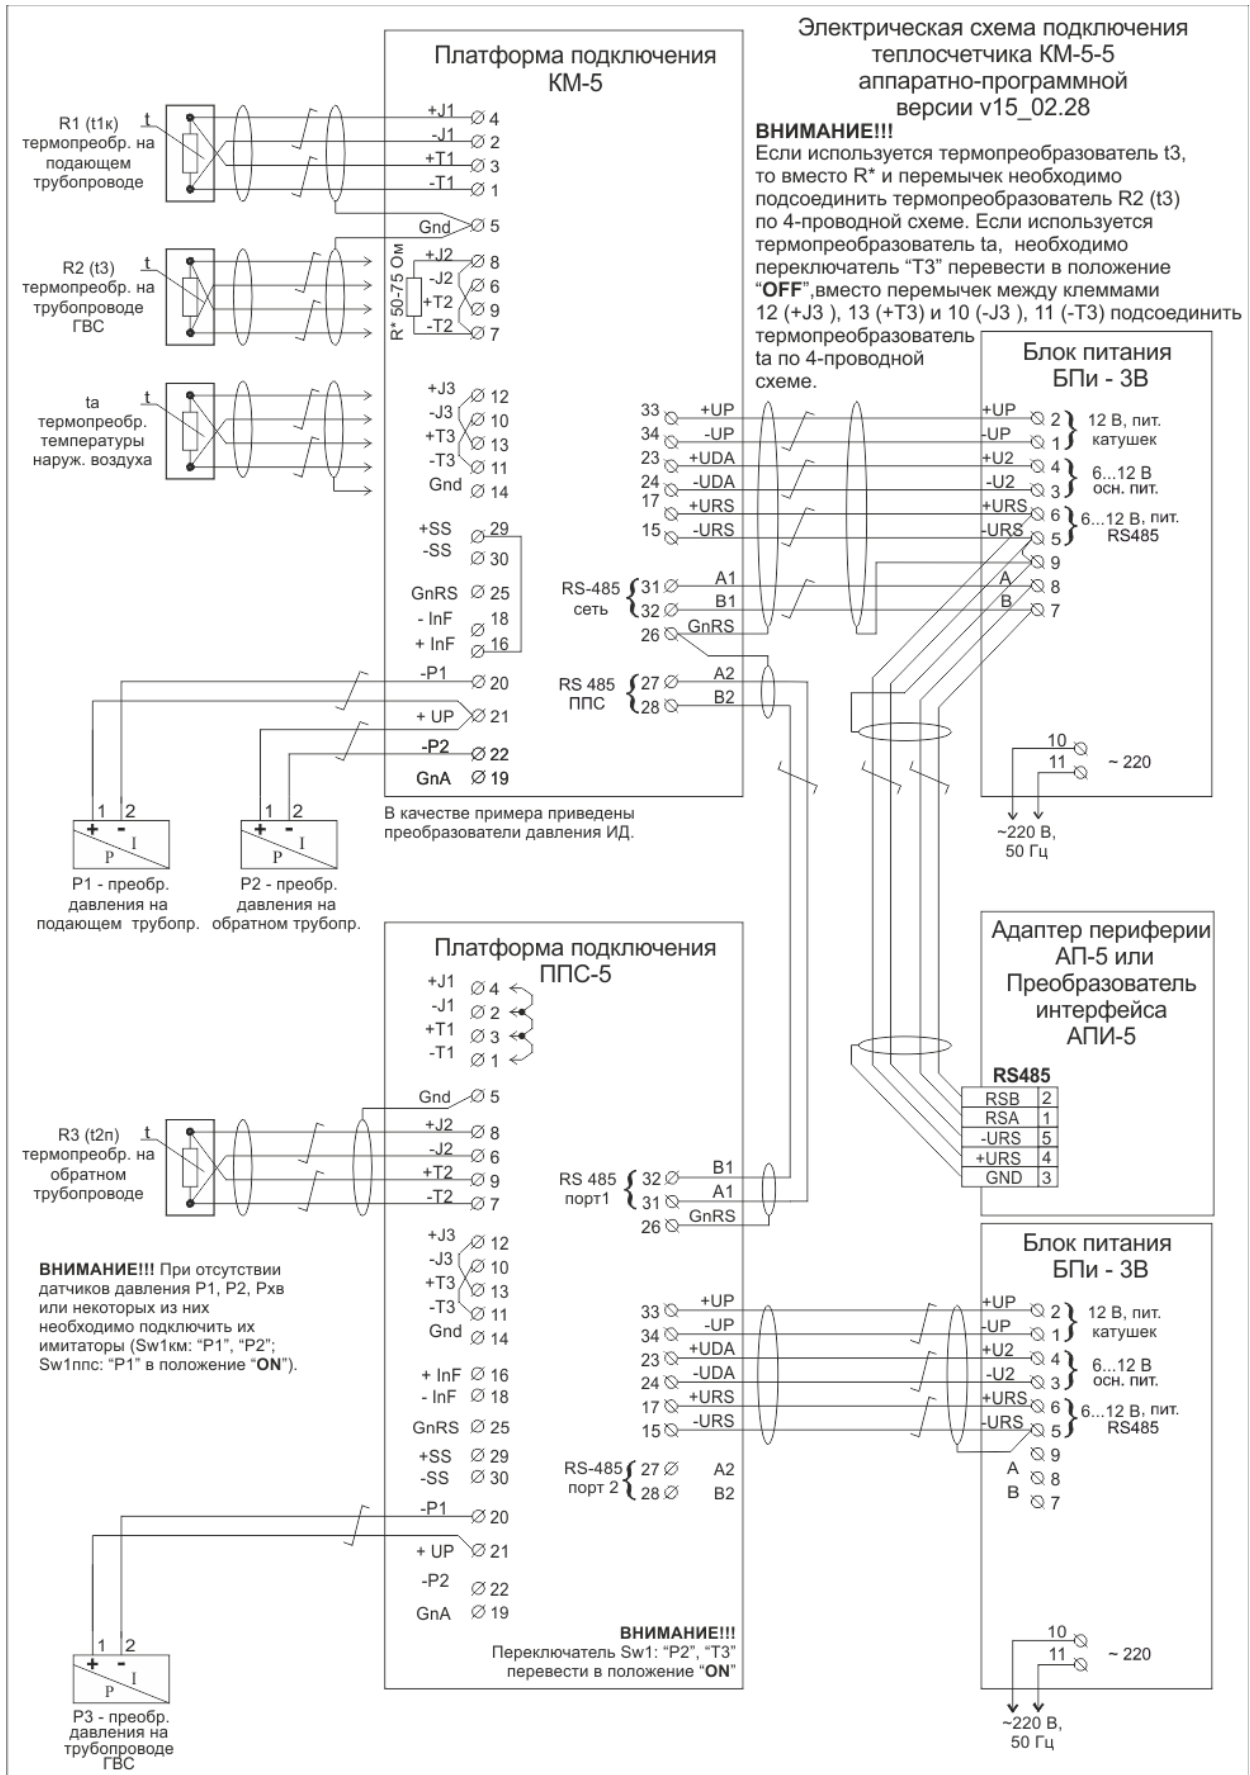 Электрическая схема подключения
теплосчетчика КМ-5-5
аппаратно-программной
версии v15_02.28
ВНИМАНИЕ!!!
Если используется термопреобразователь t3,
то вместо R* и перемычек необходимо
подсоединить термопреобразователь R2 (t3)
по 4-проводной схеме. Если используется
термопреобразователь ta, необходимо
переключатель “Т3” перевести в положение
“OFF”,вместо перемычек между клеммами
12 (+J3 ), 13 (+T3) и 10 (-J3 ), 11 (-T3) подсоединить
термопреобразователь
ta по 4-проводной
схеме.
Платформа подключения
КМ-5
R1 (t1к)
термопреобр. на
подающем
трубопроводе
t
+J1 4
-J1 2
+T1 3
-T1 1
Gnd 5
R2 (t3)
термопреобр. на
трубопроводе
ГВС
t
R* 50-75 Ом
+J2 8
-J2 6
+T2 9
-T2 7
ta
термопреобр.
температуры
наруж. воздуха
t
+J3 12
-J3 10
+T3 13
-T3 11
Gnd 14
+SS 29
-SS 30
GnRS 25
- InF 18
+ InF 16
-P1 20
+ UP 21
-P2 22
GnA 19
33 +UP
34 -UP
23 +UDA
24 -UDA
17 +URS
15 -URS
RS-485
сеть
31 A1
32 B1
26 GnRS
RS 485
ППС
27 A2
28 B2
Блок питания
БПи - 3В
+UP 2
-UP 1
12 В, пит.
катушек
+U2 4
-U2 3
6...12 В
осн. пит.
+URS 6
-URS 5
6...12 В, пит.
RS485
9
A 8
B 7
10
11
~ 220
~220 В,
50 Гц
1 2
+ -
P I
P1 - преобр.
давления на
подающем трубопр.
1 2
+ -
P I
P2 - преобр.
давления на
обратном трубопр.
В качестве примера приведены
преобразователи давления ИД.
Платформа подключения
ППС-5
+J1 4
-J1 2
+T1 3
-T1 1
Gnd 5
R3 (t2п)
термопреобр. на
обратном
трубопроводе
t
+J2 8
-J2 6
+T2 9
-T2 7
+J3 12
-J3 10
+T3 13
-T3 11
Gnd 14
+ InF 16
- InF 18
GnRS 25
+SS 29
-SS 30
-P1 20
+ UP 21
-P2 22
GnA 19
RS 485
порт1
32 B1
31 A1
26 GnRS
33 +UP
34 -UP
23 +UDA
24 -UDA
17 +URS
15 -URS
RS-485
порт 2
27 A2
28 B2
ВНИМАНИЕ!!!
Переключатель Sw1: “P2”, “T3”
перевести в положение “ON”
ВНИМАНИЕ!!! При отсутствии
датчиков давления Р1, Р2, Рхв
или некоторых из них
необходимо подключить их
имитаторы (Sw1км: “P1”, “P2”;
Sw1ппс: “P1” в положение “ON”).
1 2
+ -
P I
P3 - преобр.
давления на
трубопроводе
ГВС
Адаптер периферии
АП-5 или
Преобразователь
интерфейса
АПИ-5
RS485
RSB 2
RSA 1
-URS 5
+URS 4
GND 3
Блок питания
БПи - 3В
+UP 2
-UP 1
12 В, пит.
катушек
+U2 4
-U2 3
6...12 В
осн. пит.
+URS 6
-URS 5
6...12 В, пит.
RS485
9
A 8
B 7
10
11
~ 220
~220 В,
50 Гц